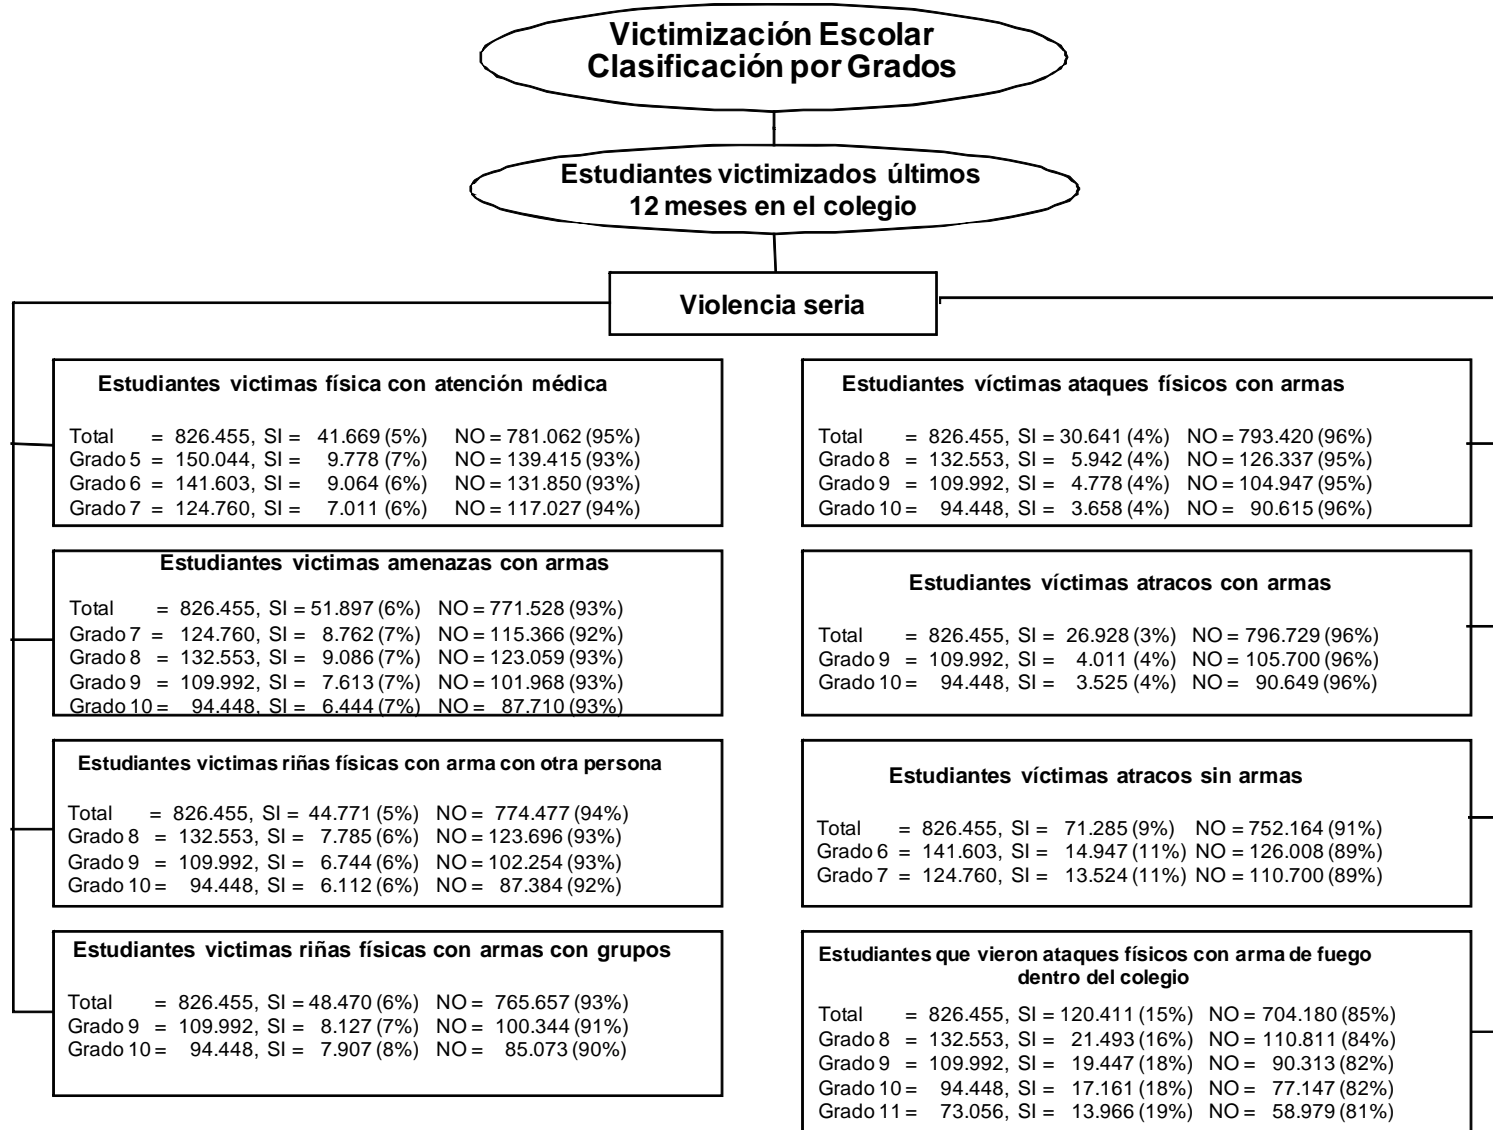 Victimización Escolar
Clasificación por Grados
Estudiantes victimizados últimos
12 meses en el colegio
Violencia seria
Estudiantes victimas física con atención médica
Total = 826.455, SI = 41.669 (5%) NO = 781.062 (95%)
Grado 5 = 150.044, SI = 9.778 (7%) NO = 139.415 (93%)
Grado 6 = 141.603, SI = 9.064 (6%) NO = 131.850 (93%)
Grado 7 = 124.760, SI = 7.011 (6%) NO = 117.027 (94%)
Estudiantes victimas amenazas con armas
Total = 826.455, SI = 51.897 (6%) NO = 771.528 (93%)
Grado 7 = 124.760, SI = 8.762 (7%) NO = 115.366 (92%)
Grado 8 = 132.553, SI = 9.086 (7%) NO = 123.059 (93%)
Grado 9 = 109.992, SI = 7.613 (7%) NO = 101.968 (93%)
Grado 10 = 94.448, SI = 6.444 (7%) NO = 87.710 (93%)
Estudiantes victimas riñas físicas con arma con otra persona
Total = 826.455, SI = 44.771 (5%) NO = 774.477 (94%)
Grado 8 = 132.553, SI = 7.785 (6%) NO = 123.696 (93%)
Grado 9 = 109.992, SI = 6.744 (6%) NO = 102.254 (93%)
Grado 10 = 94.448, SI = 6.112 (6%) NO = 87.384 (92%)
Estudiantes victimas riñas físicas con armas con grupos
Total = 826.455, SI = 48.470 (6%) NO = 765.657 (93%)
Grado 9 = 109.992, SI = 8.127 (7%) NO = 100.344 (91%)
Grado 10 = 94.448, SI = 7.907 (8%) NO = 85.073 (90%)
Estudiantes víctimas ataques físicos con armas
Total = 826.455, SI = 30.641 (4%) NO = 793.420 (96%)
Grado 8 = 132.553, SI = 5.942 (4%) NO = 126.337 (95%)
Grado 9 = 109.992, SI = 4.778 (4%) NO = 104.947 (95%)
Grado 10 = 94.448, SI = 3.658 (4%) NO = 90.615 (96%)
Estudiantes víctimas atracos con armas
Total = 826.455, SI = 26.928 (3%) NO = 796.729 (96%)
Grado 9 = 109.992, SI = 4.011 (4%) NO = 105.700 (96%)
Grado 10 = 94.448, SI = 3.525 (4%) NO = 90.649 (96%)
Estudiantes víctimas atracos sin armas
Total = 826.455, SI = 71.285 (9%) NO = 752.164 (91%)
Grado 6 = 141.603, SI = 14.947 (11%) NO = 126.008 (89%)
Grado 7 = 124.760, SI = 13.524 (11%) NO = 110.700 (89%)
Estudiantes que vieron ataques físicos con arma de fuego
dentro del colegio
Total = 826.455, SI = 120.411 (15%) NO = 704.180 (85%)
Grado 8 = 132.553, SI = 21.493 (16%) NO = 110.811 (84%)
Grado 9 = 109.992, SI = 19.447 (18%) NO = 90.313 (82%)
Grado 10 = 94.448, SI = 17.161 (18%) NO = 77.147 (82%)
Grado 11 = 73.056, SI = 13.966 (19%) NO = 58.979 (81%)